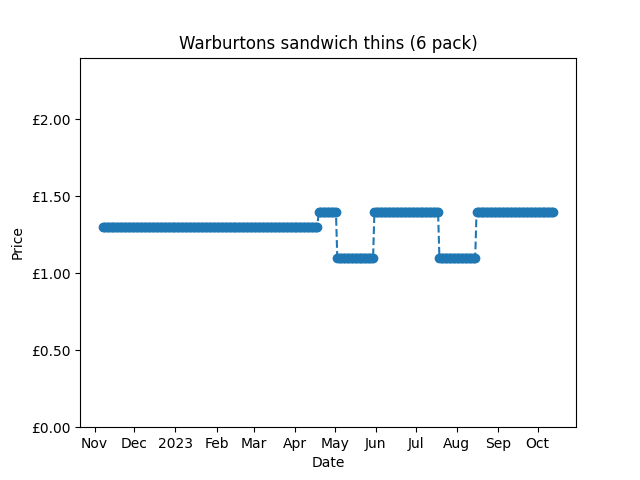 Warburtons sandwich thins (6 pack)
£2.00
£1.50
£1.00
£0.50
£0.00
Price
Nov Dec 2023 Feb Mar Apr May Jun Jul Aug Sep Oct
Date